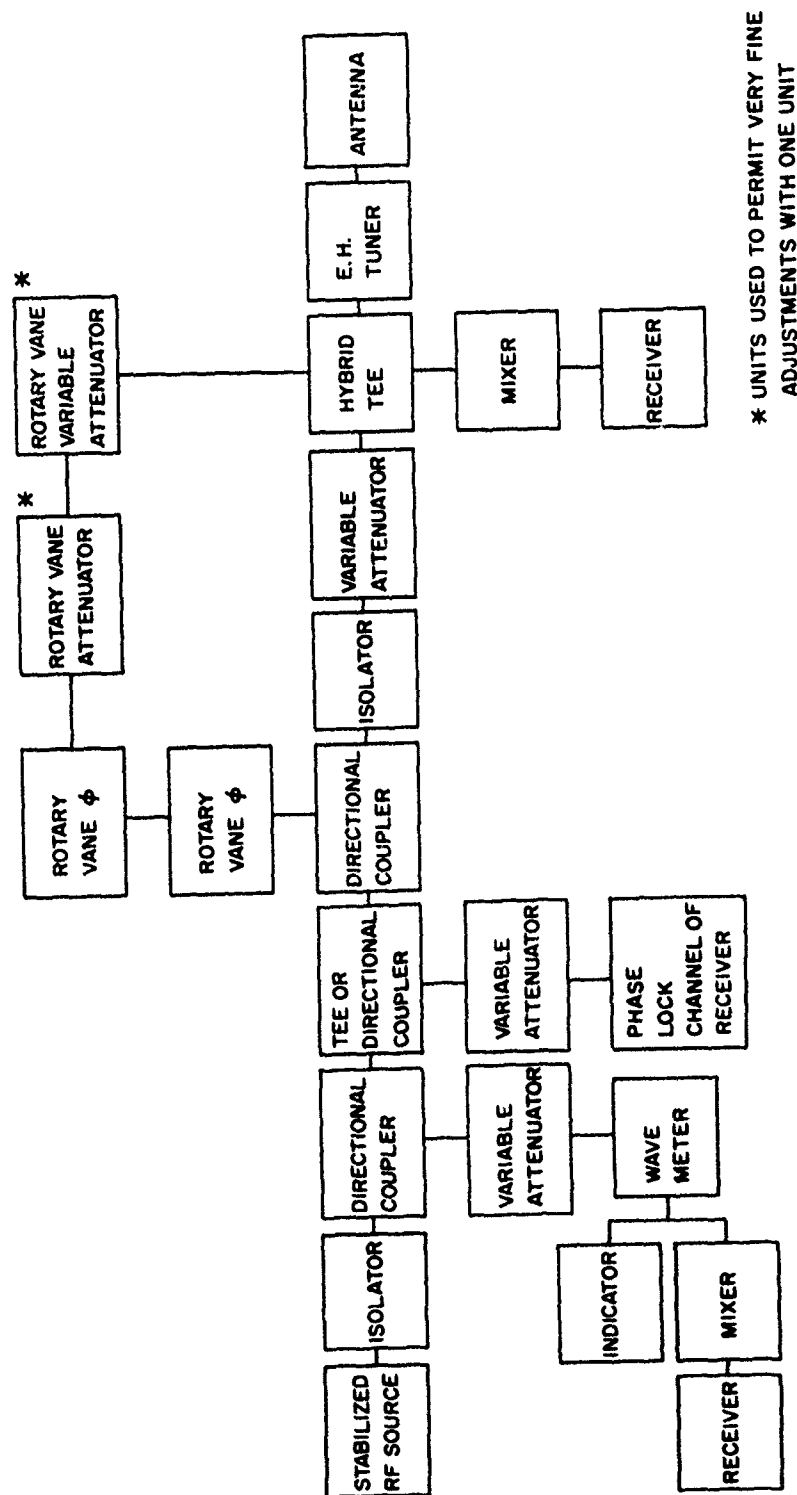 ROTARY
VANE ϕ
ROTARY VANE
ATTENUATOR
*
ROTARY VANE
VARIABLE
ATTENUATOR
*
ROTARY
VANE ϕ
STABILIZED
RF SOURCE
ISOLATOR
DIRECTIONAL
COUPLER
TEE OR
DIRECTIONAL
COUPLER
DIRECTIONAL
COUPLER
ISOLATOR
VARIABLE
ATTENUATOR
HYBRID
TEE
E.H.
TUNER
ANTENNA
VARIABLE
ATTENUATOR
VARIABLE
ATTENUATOR
MIXER
INDICATOR
WAVE
METER
PHASE
LOCK
CHANNEL OF
RECEIVER
RECEIVER
RECEIVER
MIXER
* UNITS USED TO PERMIT VERY FINE
ADJUSTMENTS WITH ONE UNIT